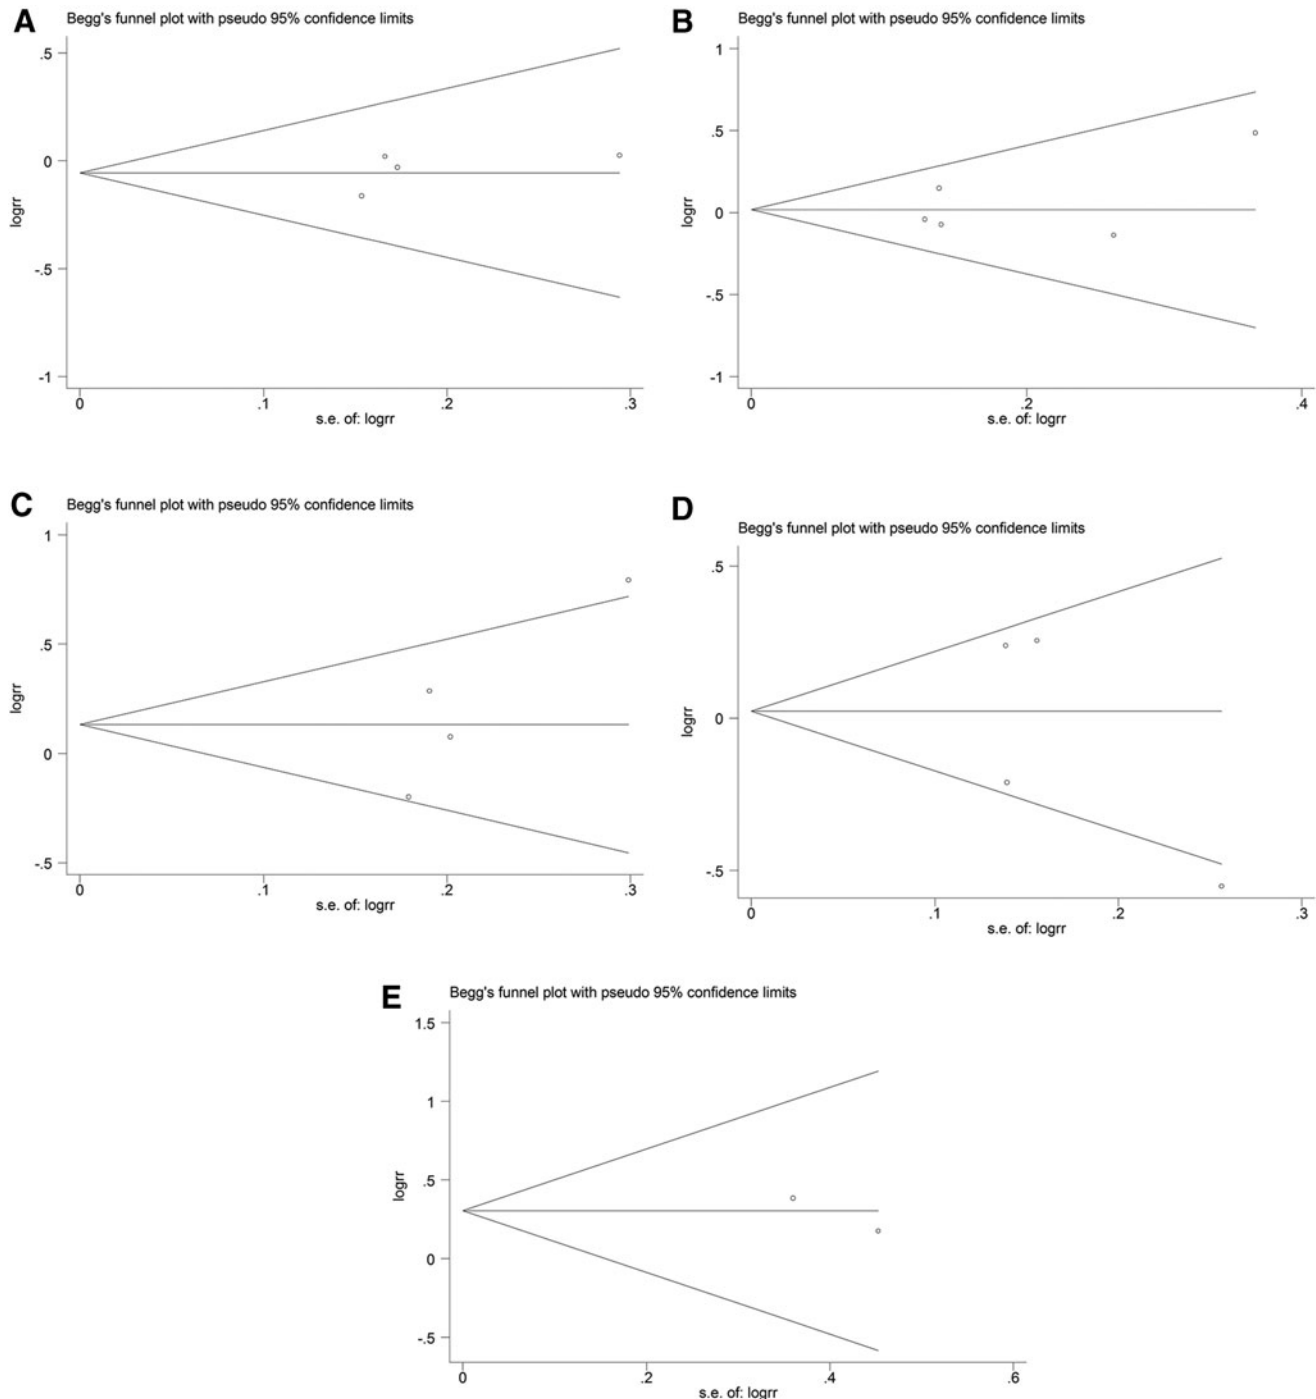 A
Begg's funnel plot with pseudo 95% confidence limits
.5
0
-.5
-1
logrr
0 .1 .2 .3
s.e. of: logrr
B
Begg's funnel plot with pseudo 95% confidence limits
1
.5
0
-.5
-1
logrr
0 .2 .4
s.e. of: logrr
C
Begg's funnel plot with pseudo 95% confidence limits
1
.5
0
-.5
logrr
0 .1 .2 .3
s.e. of: logrr
D
Begg's funnel plot with pseudo 95% confidence limits
.5
0
-.5
logrr
0 .1 .2 .3
s.e. of: logrr
E
Begg's funnel plot with pseudo 95% confidence limits
1.5
1
.5
0
-.5
logrr
0 .2 .4 .6
s.e. of: logrr